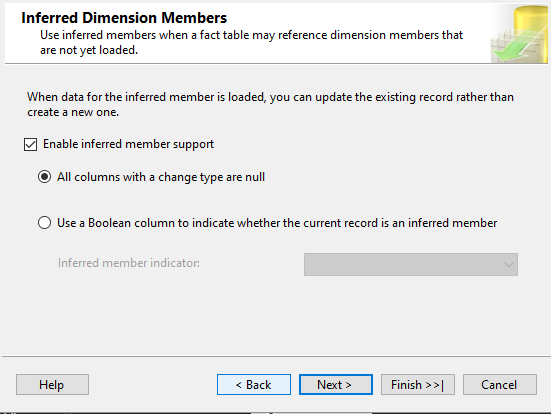 Inferred Dimension Members
Use inferred members when a fact table may reference dimension members that
are not yet loaded.
When data for the inferred member is loaded, you can update the existing record rather than
create a new one.
Enable inferred member support
All columns with a change type are null
Use a Boolean column to indicate whether the current record is an inferred member
Inferred member indicator:
Help
< Back
Next >
Finish >>|
Cancel